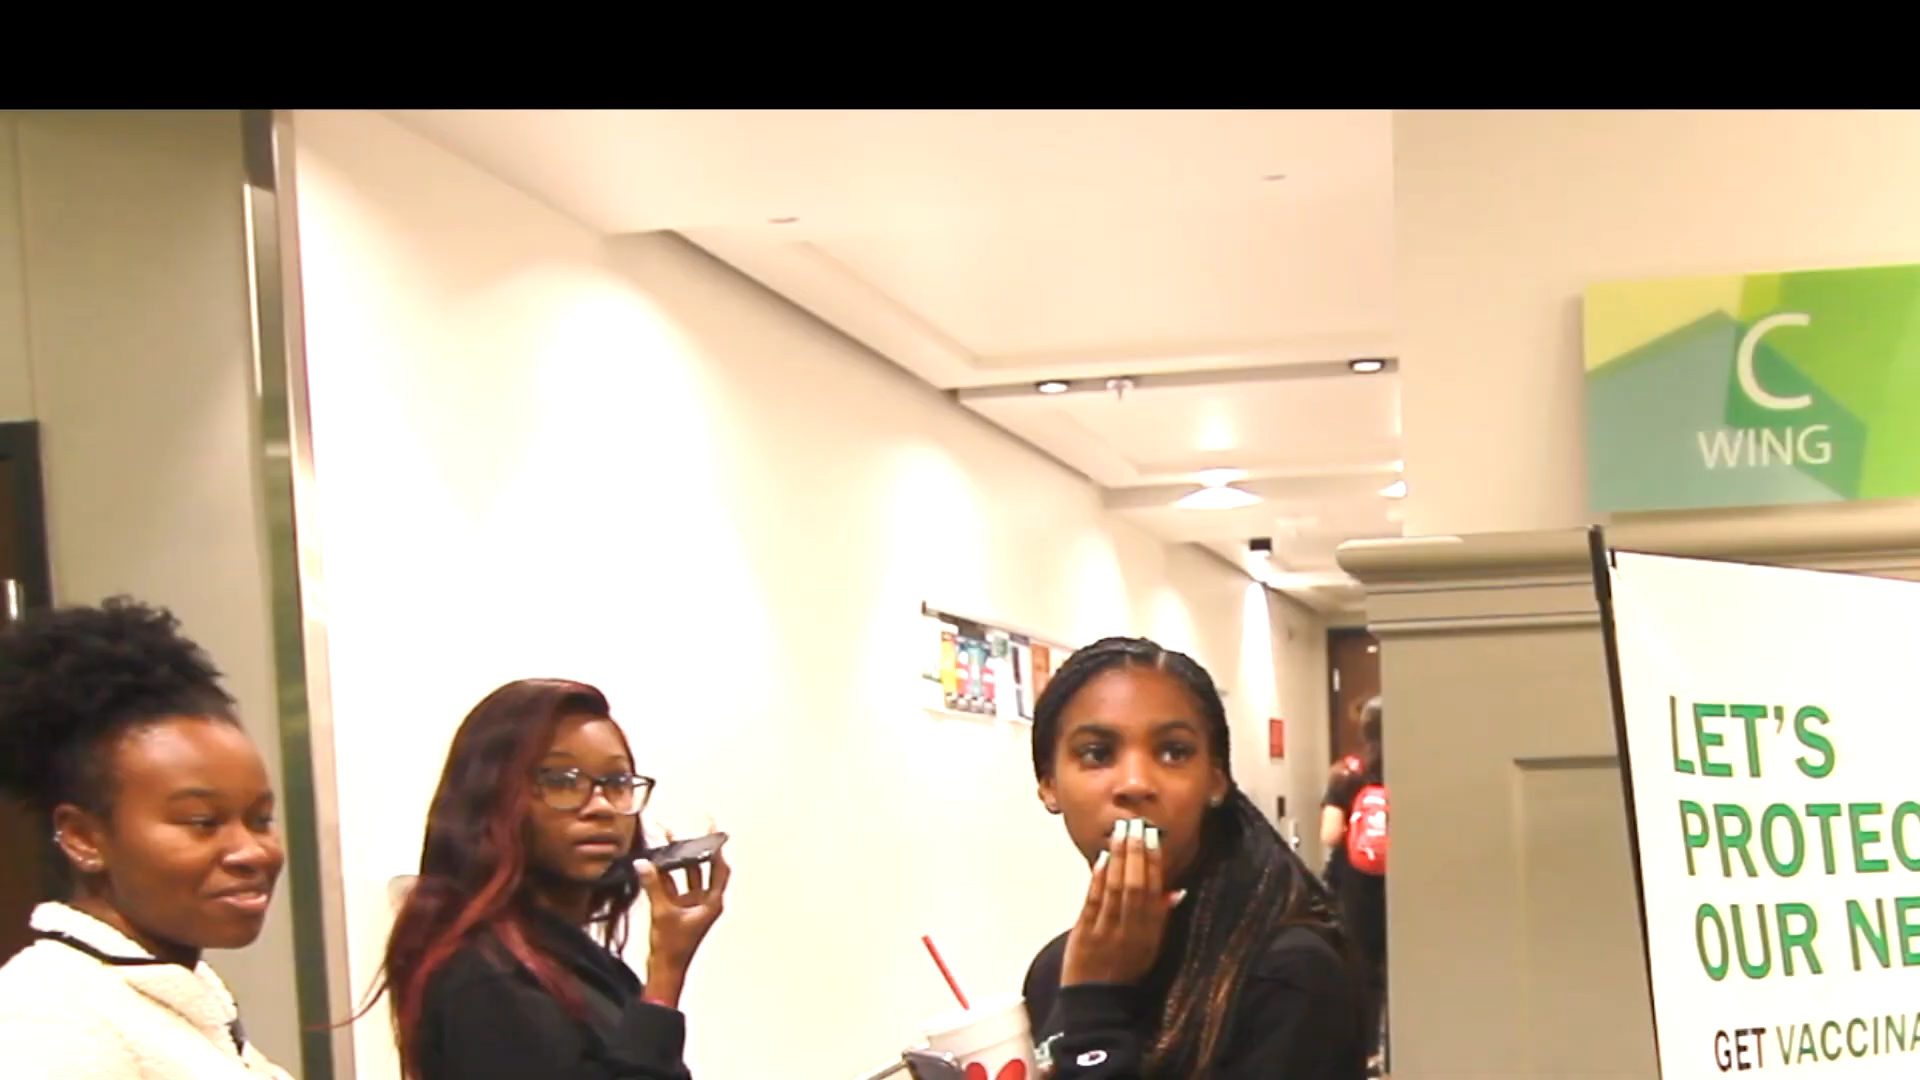 C
WING
LET'S
PROTEC
OUR NE
GET VACCINA